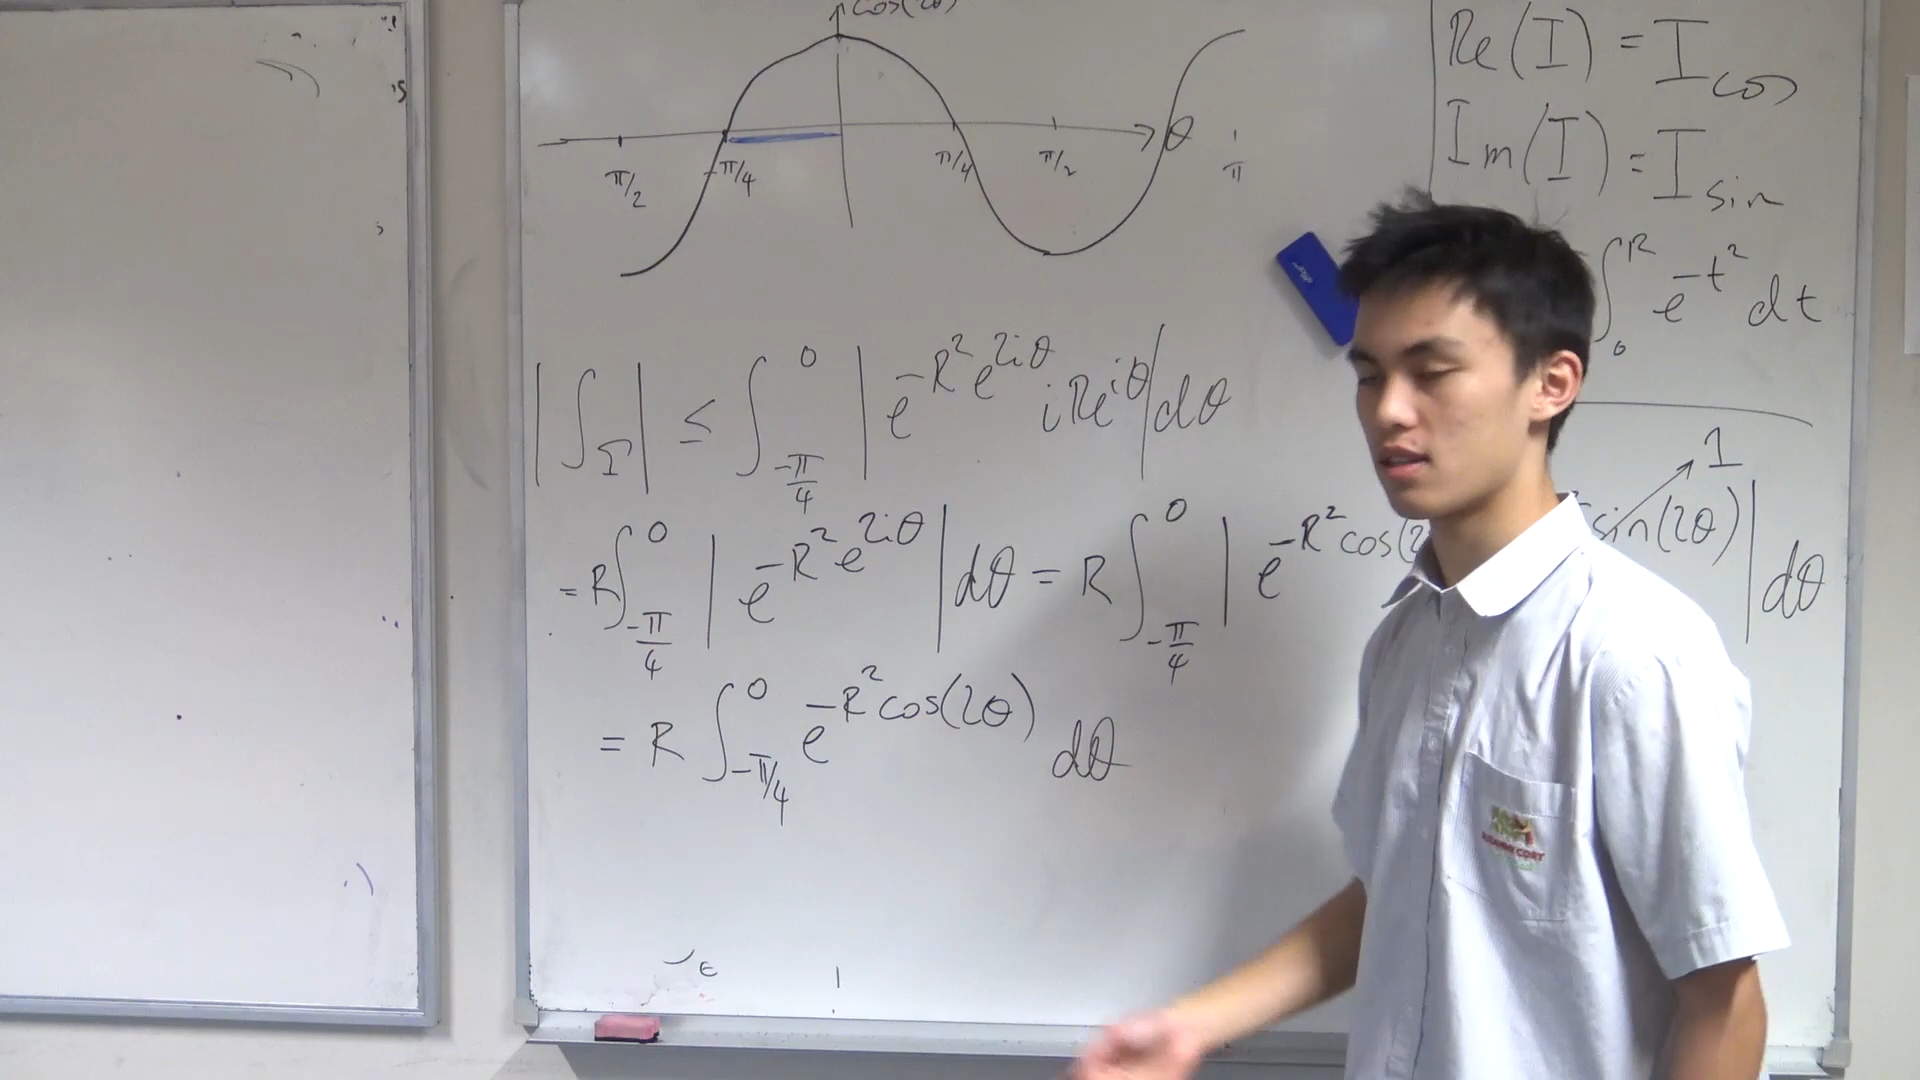 cos(2θ)
π/2 -π/4 π/4 π/2 θ π
Re(I) = I_cos
Im(I) = I_sin
∫_0^R e^{-t^2} dt
|∫_Γ| ≤ ∫_{-π/4}^0 |e^{-R^2 e^{2iθ}} iRe^{iθ}| dθ
1
= R∫_{-π/4}^0 |e^{-R^2 e^{2iθ}}| dθ = R∫_{-π/4}^0 |e^{-R^2 cos(2 sin(2θ)| dθ
= R ∫_{-π/4}^0 e^{-R^2 cos(2θ)} dθ